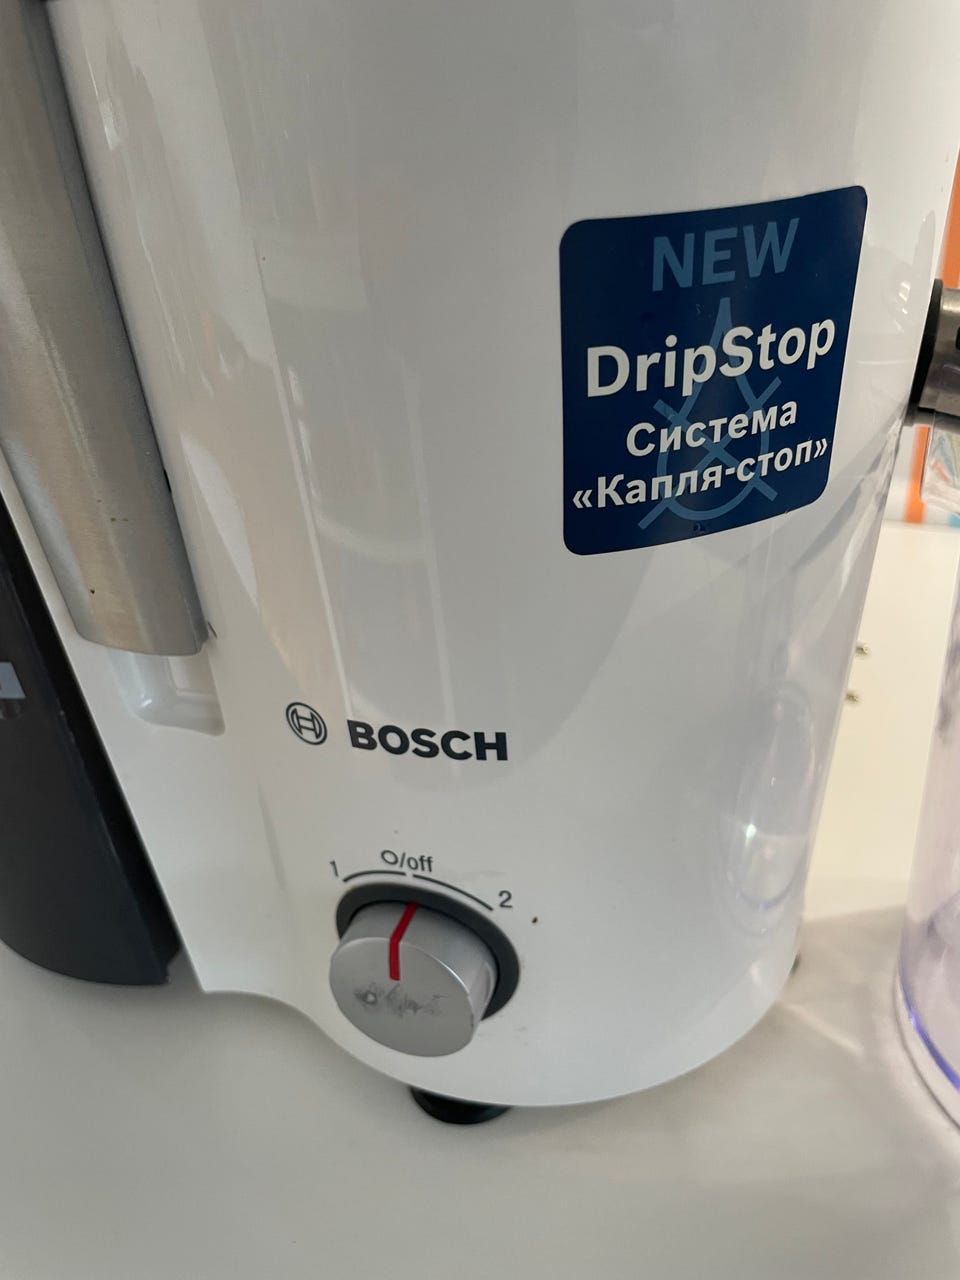 NEW
DripStop
Система
«Капля-стоп»
BOSCH
O/off
1
2